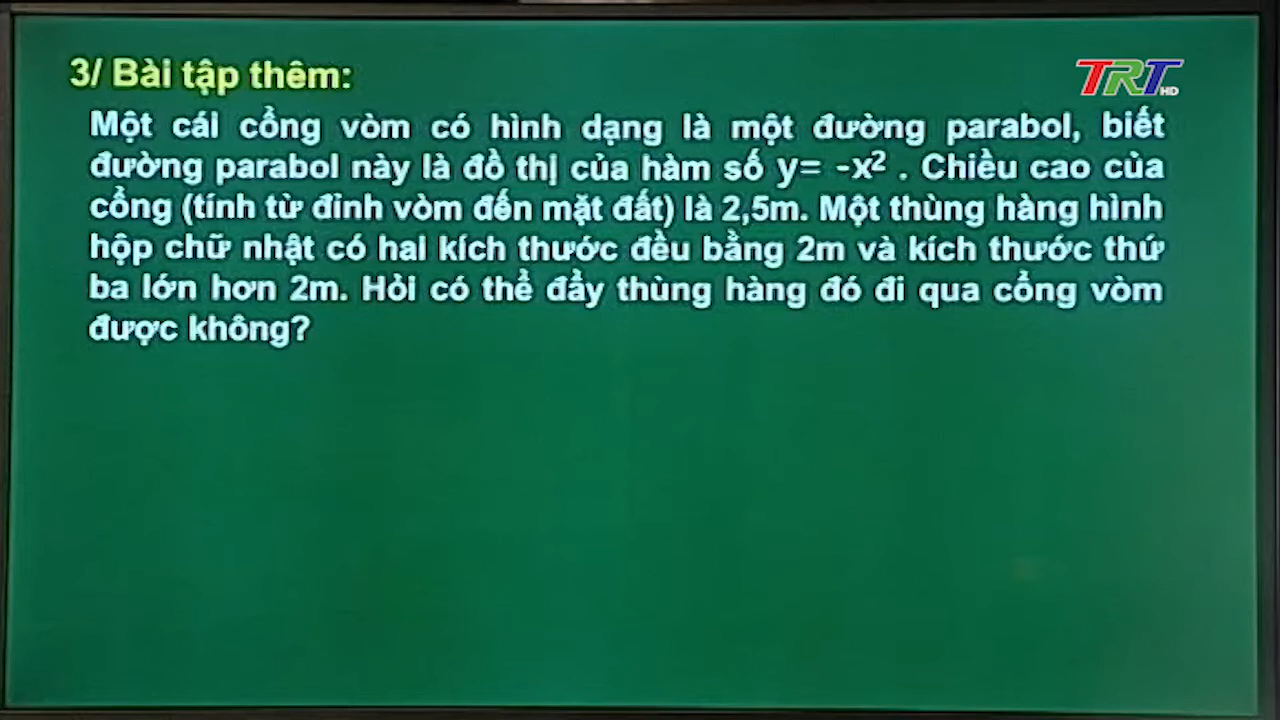 3/ Bài tập thêm:
TRT HD
Một cái cổng vòm có hình dạng là một đường parabol, biết
đường parabol này là đồ thị của hàm số y= -x² . Chiều cao của
cổng (tính từ đỉnh vòm đến mặt đất) là 2,5m. Một thùng hàng hình
hộp chữ nhật có hai kích thước đều bằng 2m và kích thước thứ
ba lớn hơn 2m. Hỏi có thể đẩy thùng hàng đó đi qua cổng vòm
được không?